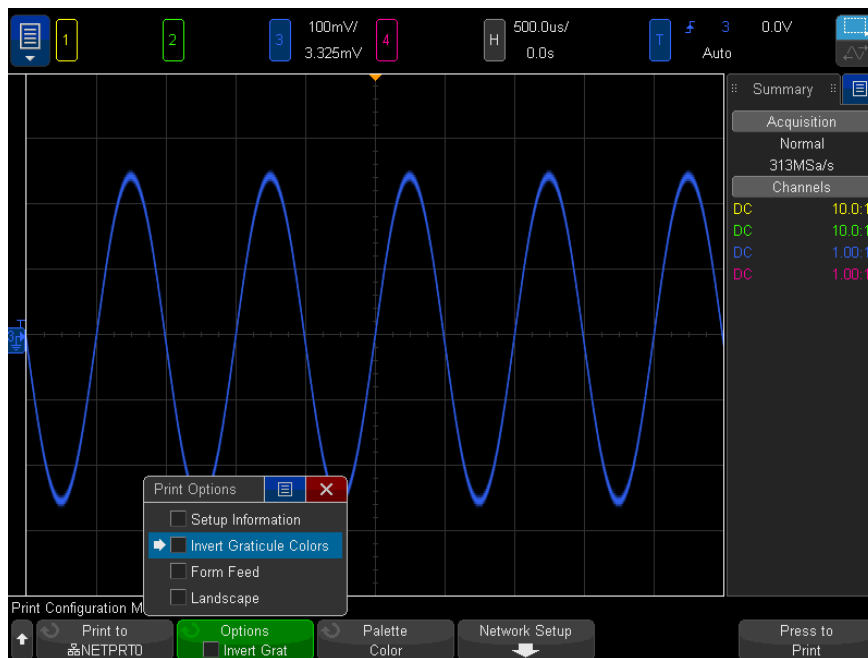 1
2
3
100mV/
3.325mV
4
H
500.0us/
0.0s
T
3
0.0V
Auto
Summary
Acquisition
Normal
313MSa/s
Channels
DC 10.0:1
DC 10.0:1
DC 1.00:1
DC 1.00:1
T
3
Print Options
Setup Information
Invert Graticule Colors
Form Feed
Landscape
Print Configuration M
Print to
NETPRT0
Options
Invert Grat
Palette
Color
Network Setup
Press to
Print